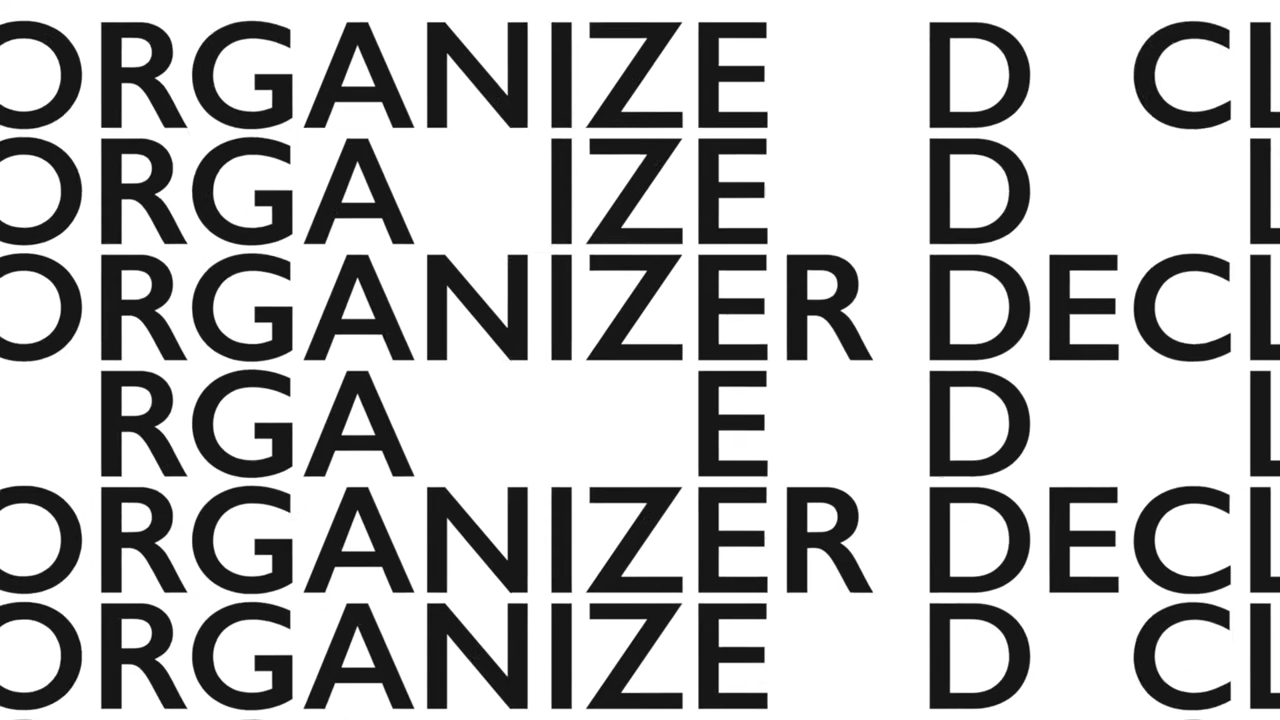 ORGANIZE D CL
ORGA IZE D L
ORGANIZER DECL
RGA E D L
ORGANIZER DECL
ORGANIZE D CL